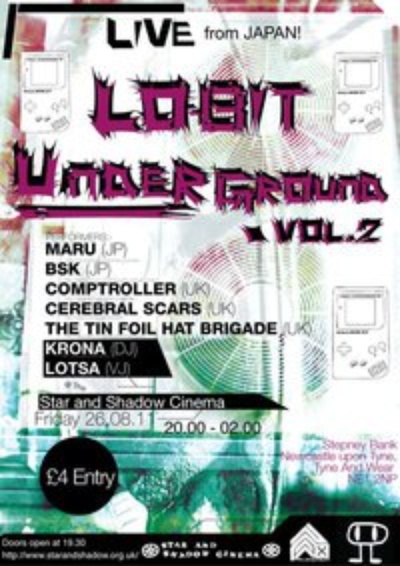 LIVE from JAPAN!
LO-BIT
UNDERGROUND
.VOL.2
PERFORMERS:
MARU (JP)
BSK (JP)
COMPTROLLER (UK)
CEREBRAL SCARS (UK)
THE TIN FOIL HAT BRIGADE (UK)
KRONA (DJ)
LOTSA (VJ)
Star and Shadow Cinema
Friday 26.08.11
20.00 - 02.00
£4 Entry
Stepney Bank
Newcastle upon Tyne,
Tyne And Wear
NE1 2NP
Doors open at 19.30
http://www.starandshadow.org.uk/
STAR AND
SHADOW CINEMA